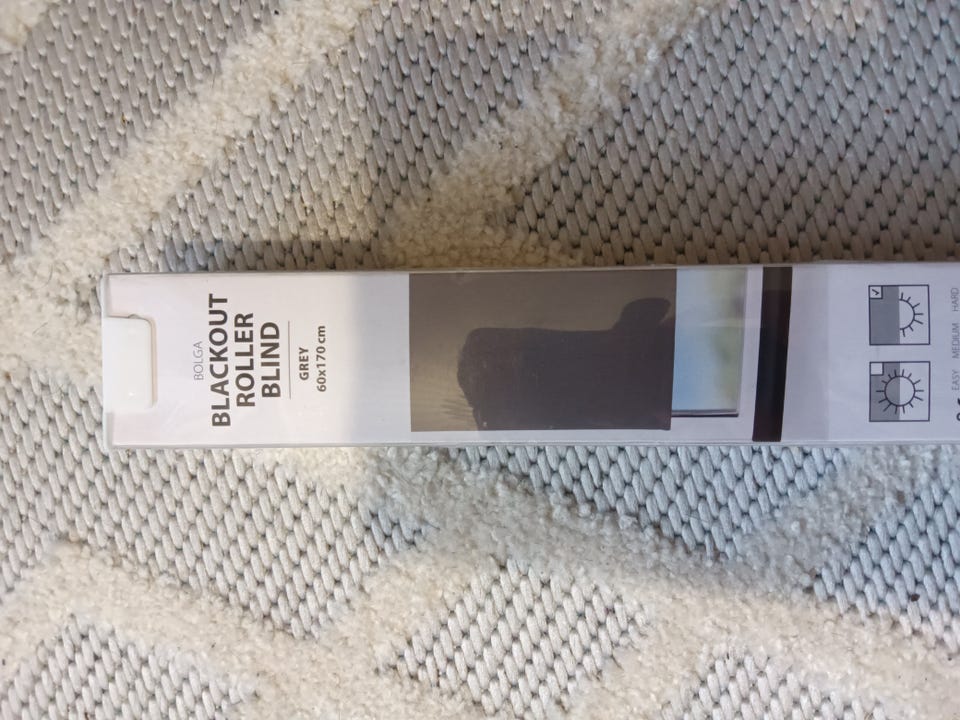 BOLGA
BLACKOUT
ROLLER
BLIND
GREY
60x170 cm
EASY MEDIUM HARD